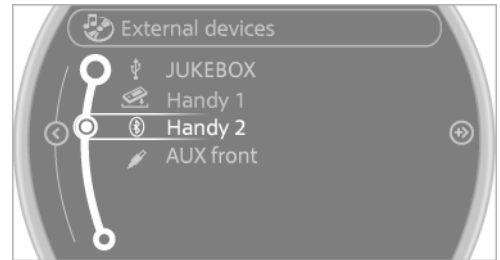 External devices
JUKEBOX
Handy 1
Handy 2
AUX front